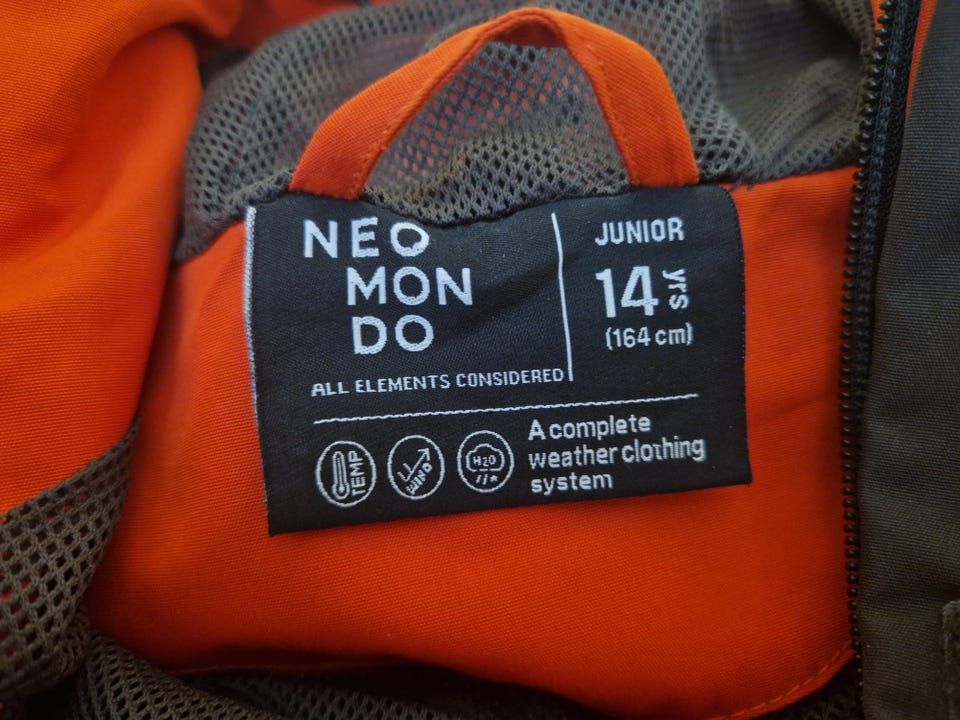 NEO
MON
DO
ALL ELEMENTS CONSIDERED
JUNIOR
14 yrs
(164 cm)
TEMP
WIND
H2O
A complete
weather clothing
system